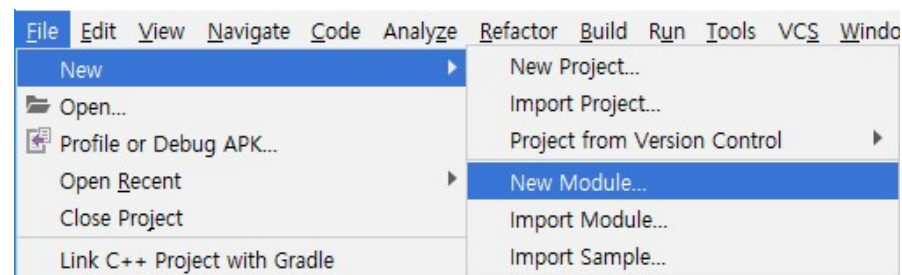 File Edit View Navigate Code Analyze Refactor Build Run Tools VCS Windo
New
Open...
Profile or Debug APK...
Open Recent
Close Project
Link C++ Project with Gradle
New Project...
Import Project...
Project from Version Control
New Module...
Import Module...
Import Sample...